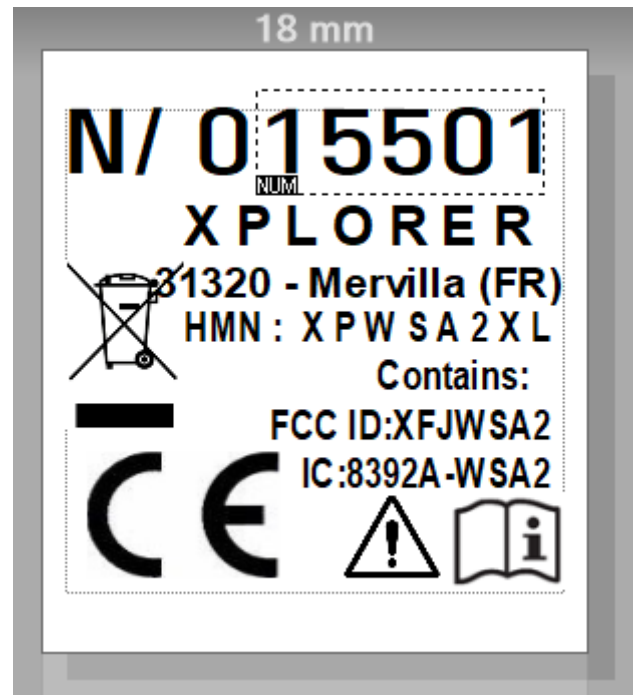 18 mm
N/ 015501
NUM
XPLORER
31320 - Mervilla (FR)
HMN : XPWSA2XL
Contains:
FCC ID:XFJWSA2
IC:8392A-WSA2
CE
i